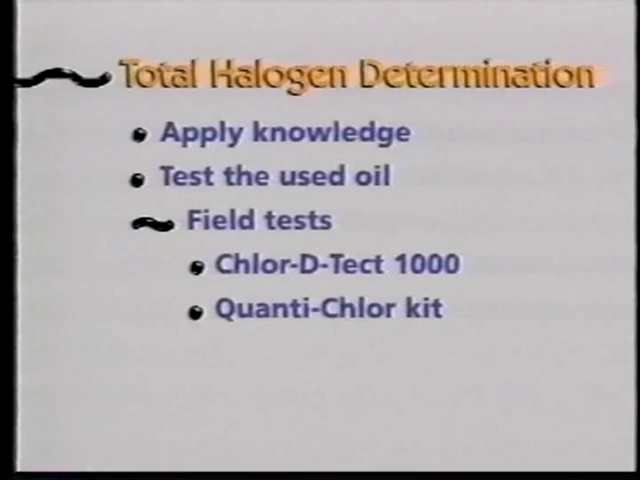 Total Halogen Determination
Apply knowledge
Test the used oil
Field tests
Chlor-D-Tect 1000
Quanti-Chlor kit